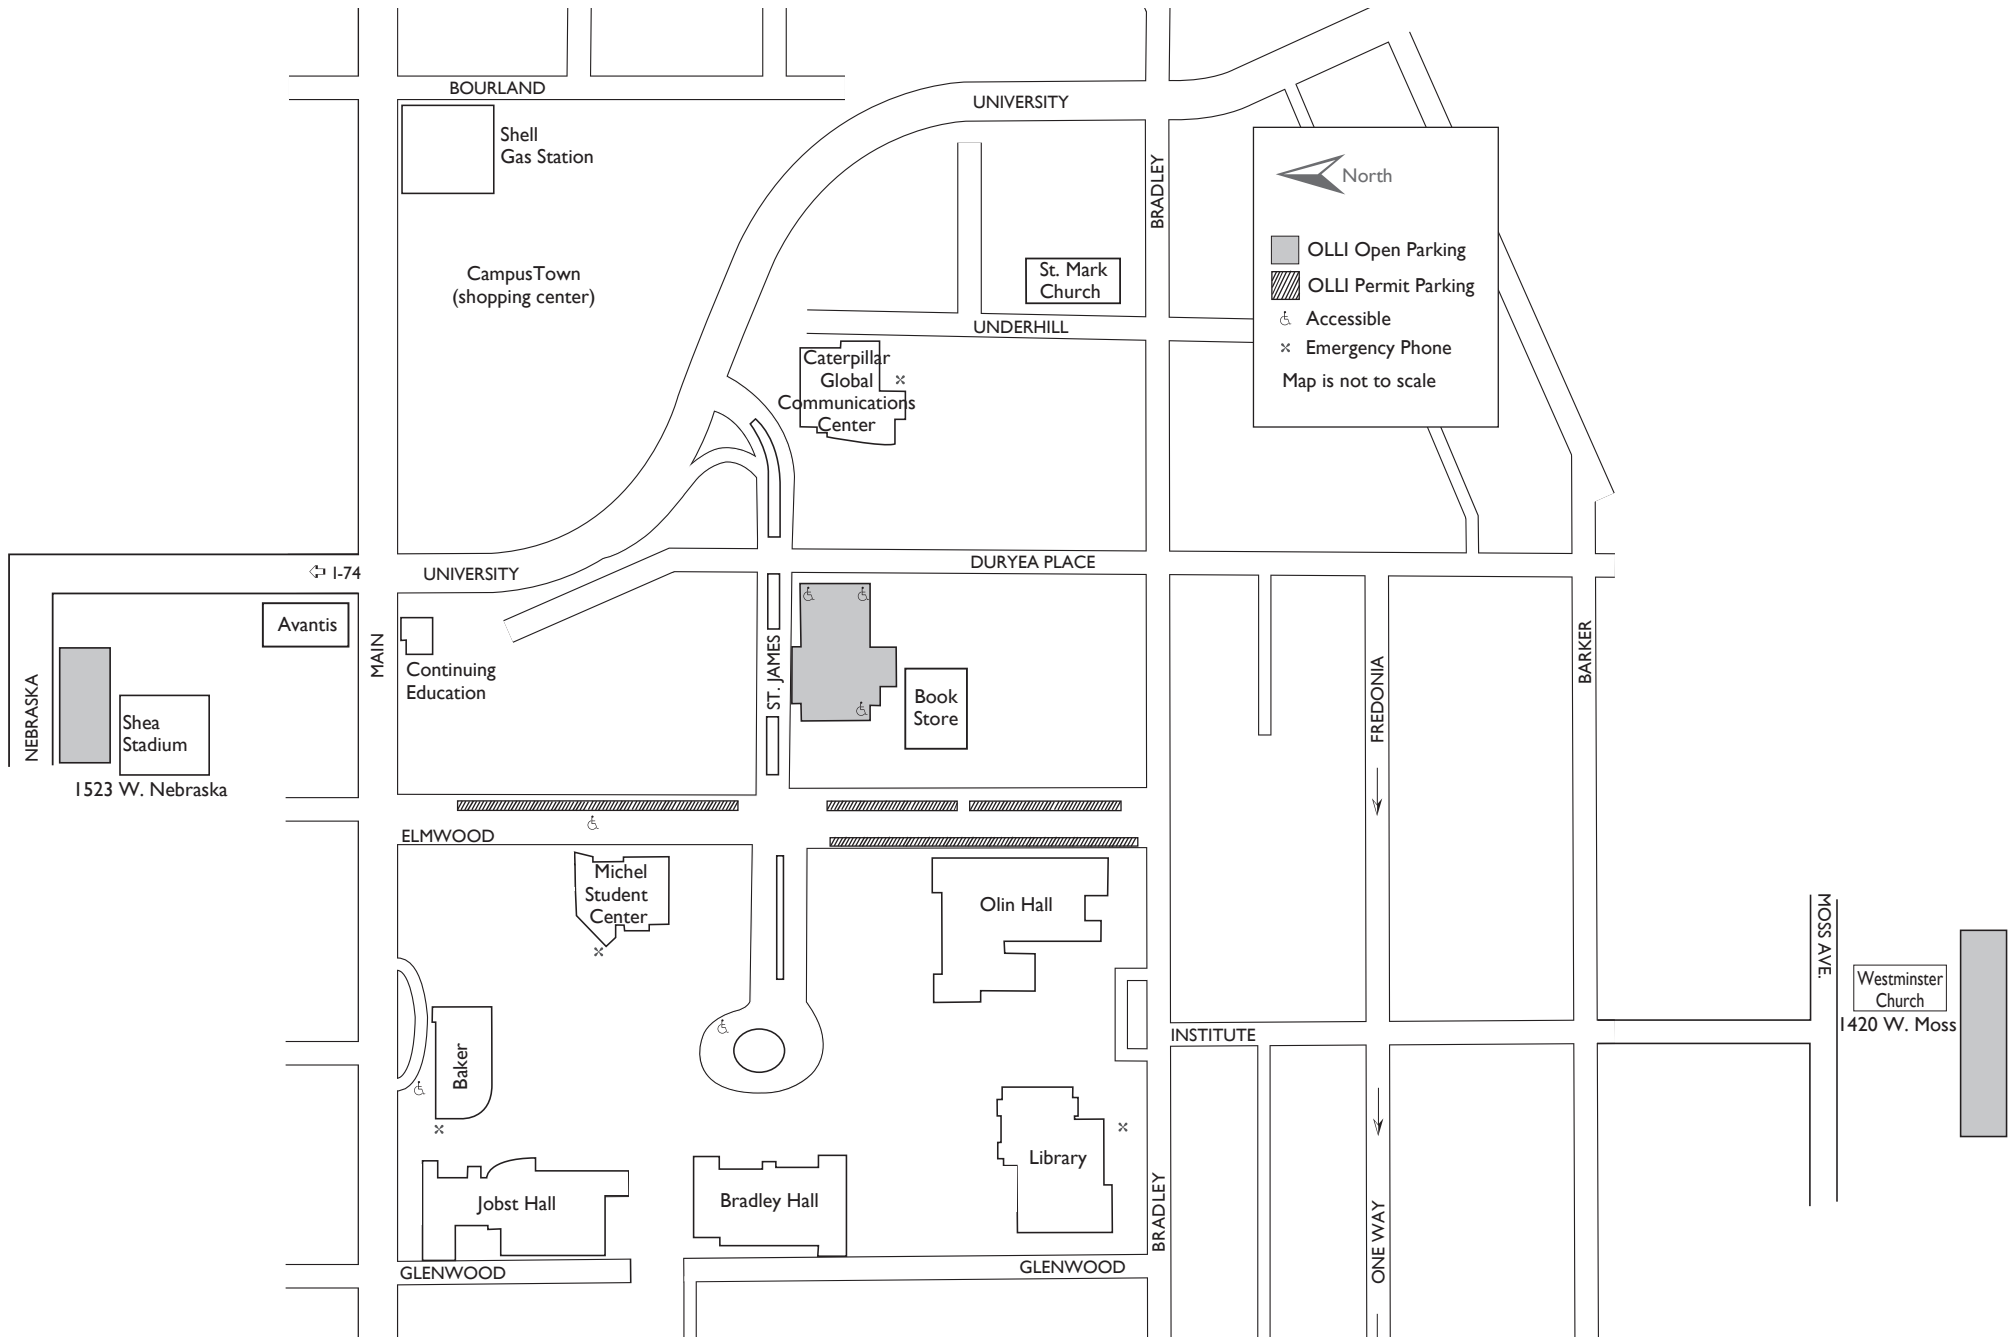 BOURLAND
UNIVERSITY
Shell
Gas Station
BRADLEY
North
CampusTown
(shopping center)
St. Mark
Church
OLLI Open Parking
OLLI Permit Parking
Accessible
Emergency Phone
Map is not to scale
UNDERHILL
Caterpillar
Global
Communications
Center
I-74
UNIVERSITY
DURYEA PLACE
Avantis
MAIN
Continuing
Education
ST. JAMES
Book
Store
FREDONIA
BARKER
NEBRASKA
Shea
Stadium
1523 W. Nebraska
ELMWOOD
Michel
Student
Center
Olin Hall
MOSS AVE.
Westminster
Church
1420 W. Moss
INSTITUTE
Baker
Library
Jobst Hall
Bradley Hall
BRADLEY
ONE WAY
GLENWOOD
GLENWOOD